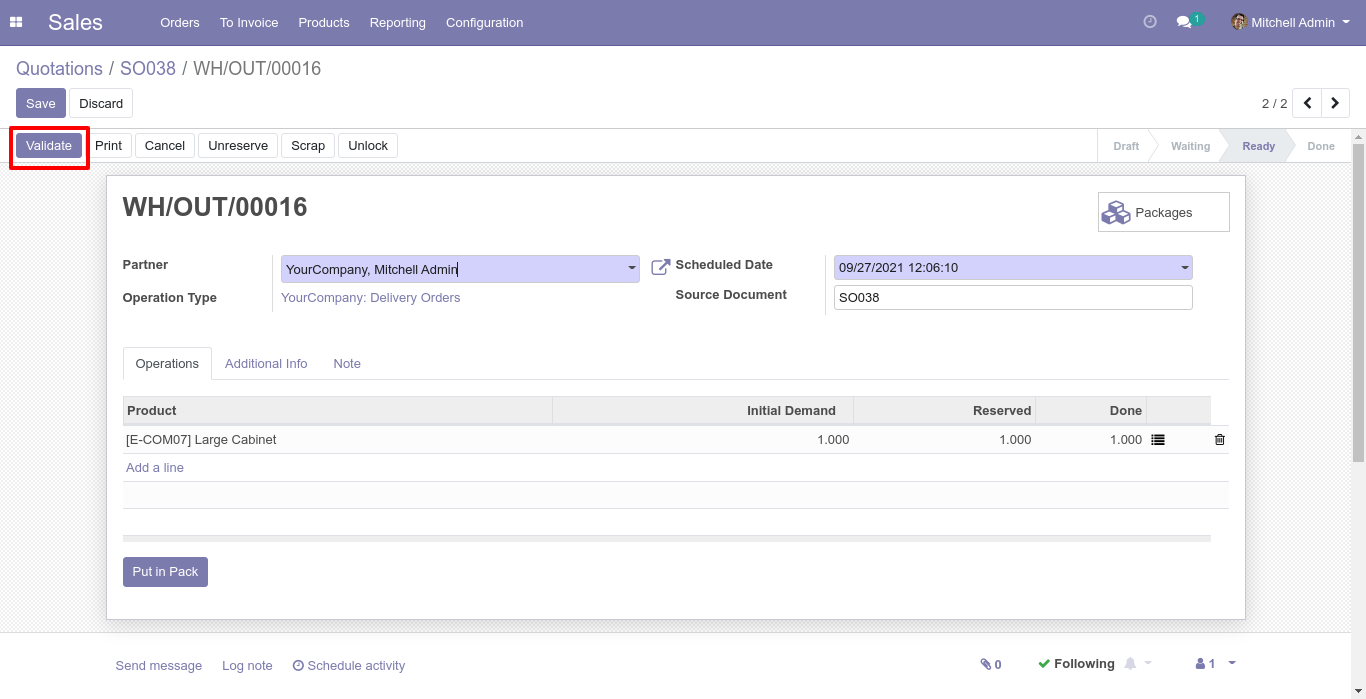 Sales Orders To Invoice Products Reporting Configuration 1 Mitchell Admin
Quotations / SO038 / WH/OUT/00016
Save Discard 2 / 2
Validate Print Cancel Unreserve Scrap Unlock Draft Waiting Ready Done
WH/OUT/00016
Packages
Partner YourCompany, Mitchell Admin Scheduled Date 09/27/2021 12:06:10
Operation Type YourCompany: Delivery Orders Source Document SO038
Operations Additional Info Note
Product Initial Demand Reserved Done
[E-COM07] Large Cabinet 1.000 1.000 1.000
Add a line
Put in Pack
Send message Log note Schedule activity 0 Following 1